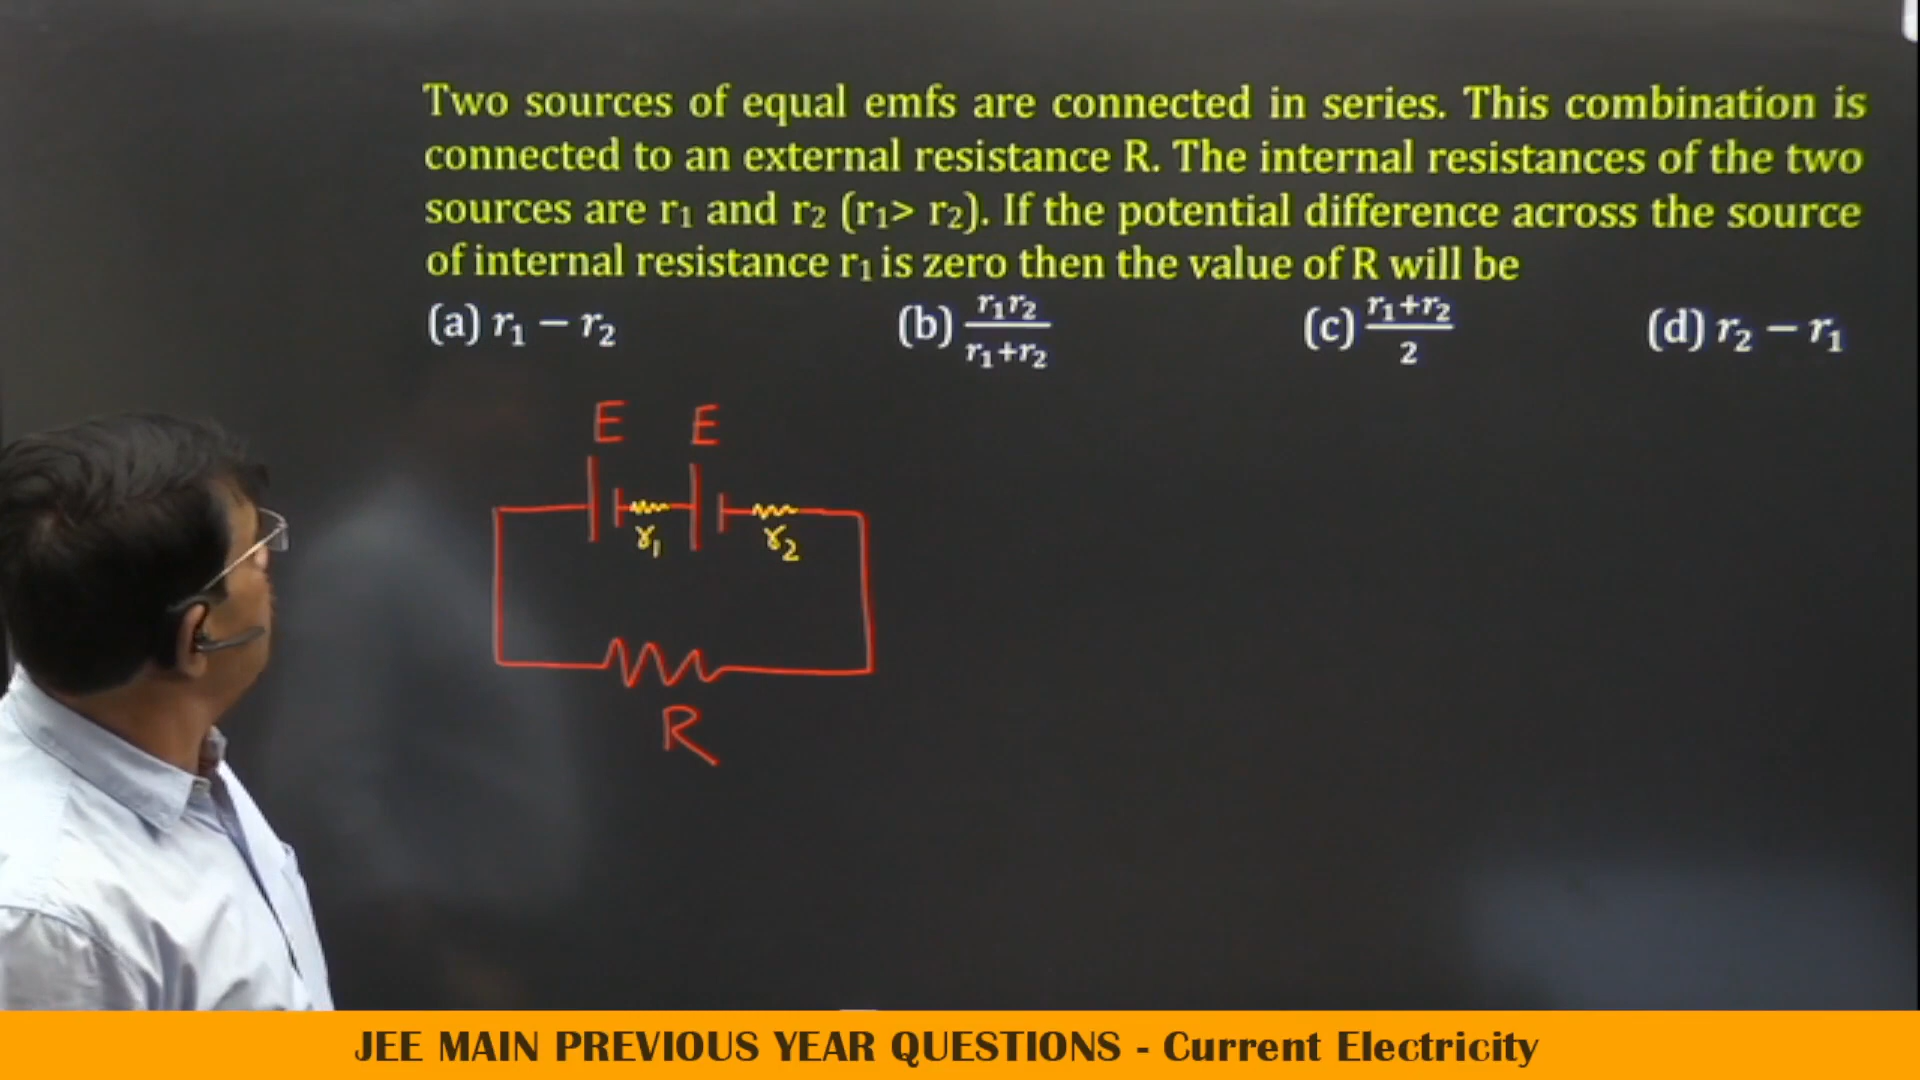 Two sources of equal emfs are connected in series. This combination is
connected to an external resistance R. The internal resistances of the two
sources are r₁ and r₂ (r₁> r₂). If the potential difference across the source
of internal resistance r₁ is zero then the value of R will be
(a) r₁ − r₂ (b) r₁r₂/r₁+r₂ (c) r₁+r₂/2 (d) r₂ − r₁
E E
r₁ r₂
R
JEE MAIN PREVIOUS YEAR QUESTIONS - Current Electricity